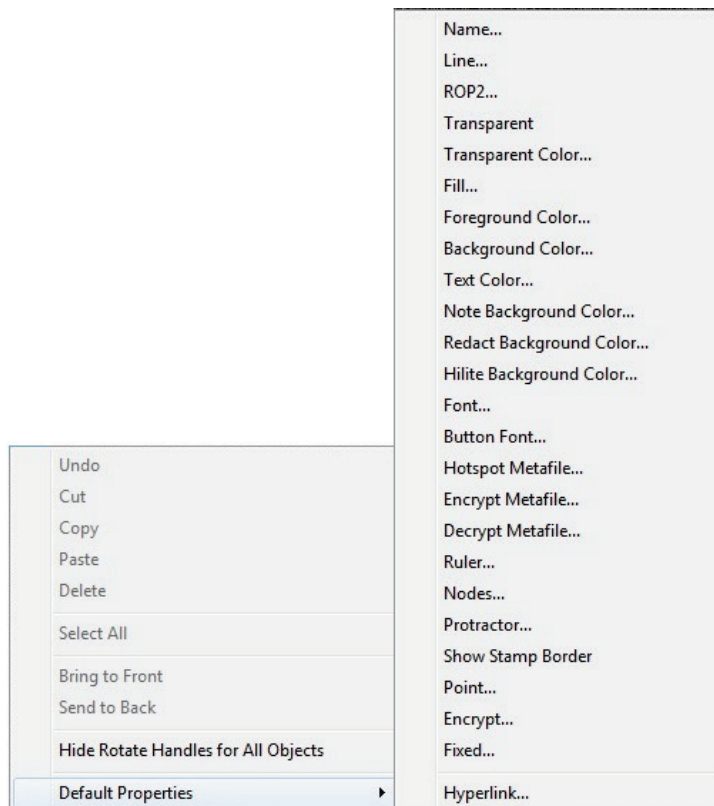 Name...
Line...
ROP2...
Transparent
Transparent Color...
Fill...
Foreground Color...
Background Color...
Text Color...
Note Background Color...
Redact Background Color...
Hilite Background Color...
Font...
Button Font...
Hotspot Metafile...
Encrypt Metafile...
Decrypt Metafile...
Ruler...
Nodes...
Protractor...
Show Stamp Border
Point...
Encrypt...
Fixed...
Hyperlink...
Undo
Cut
Copy
Paste
Delete
Select All
Bring to Front
Send to Back
Hide Rotate Handles for All Objects
Default Properties